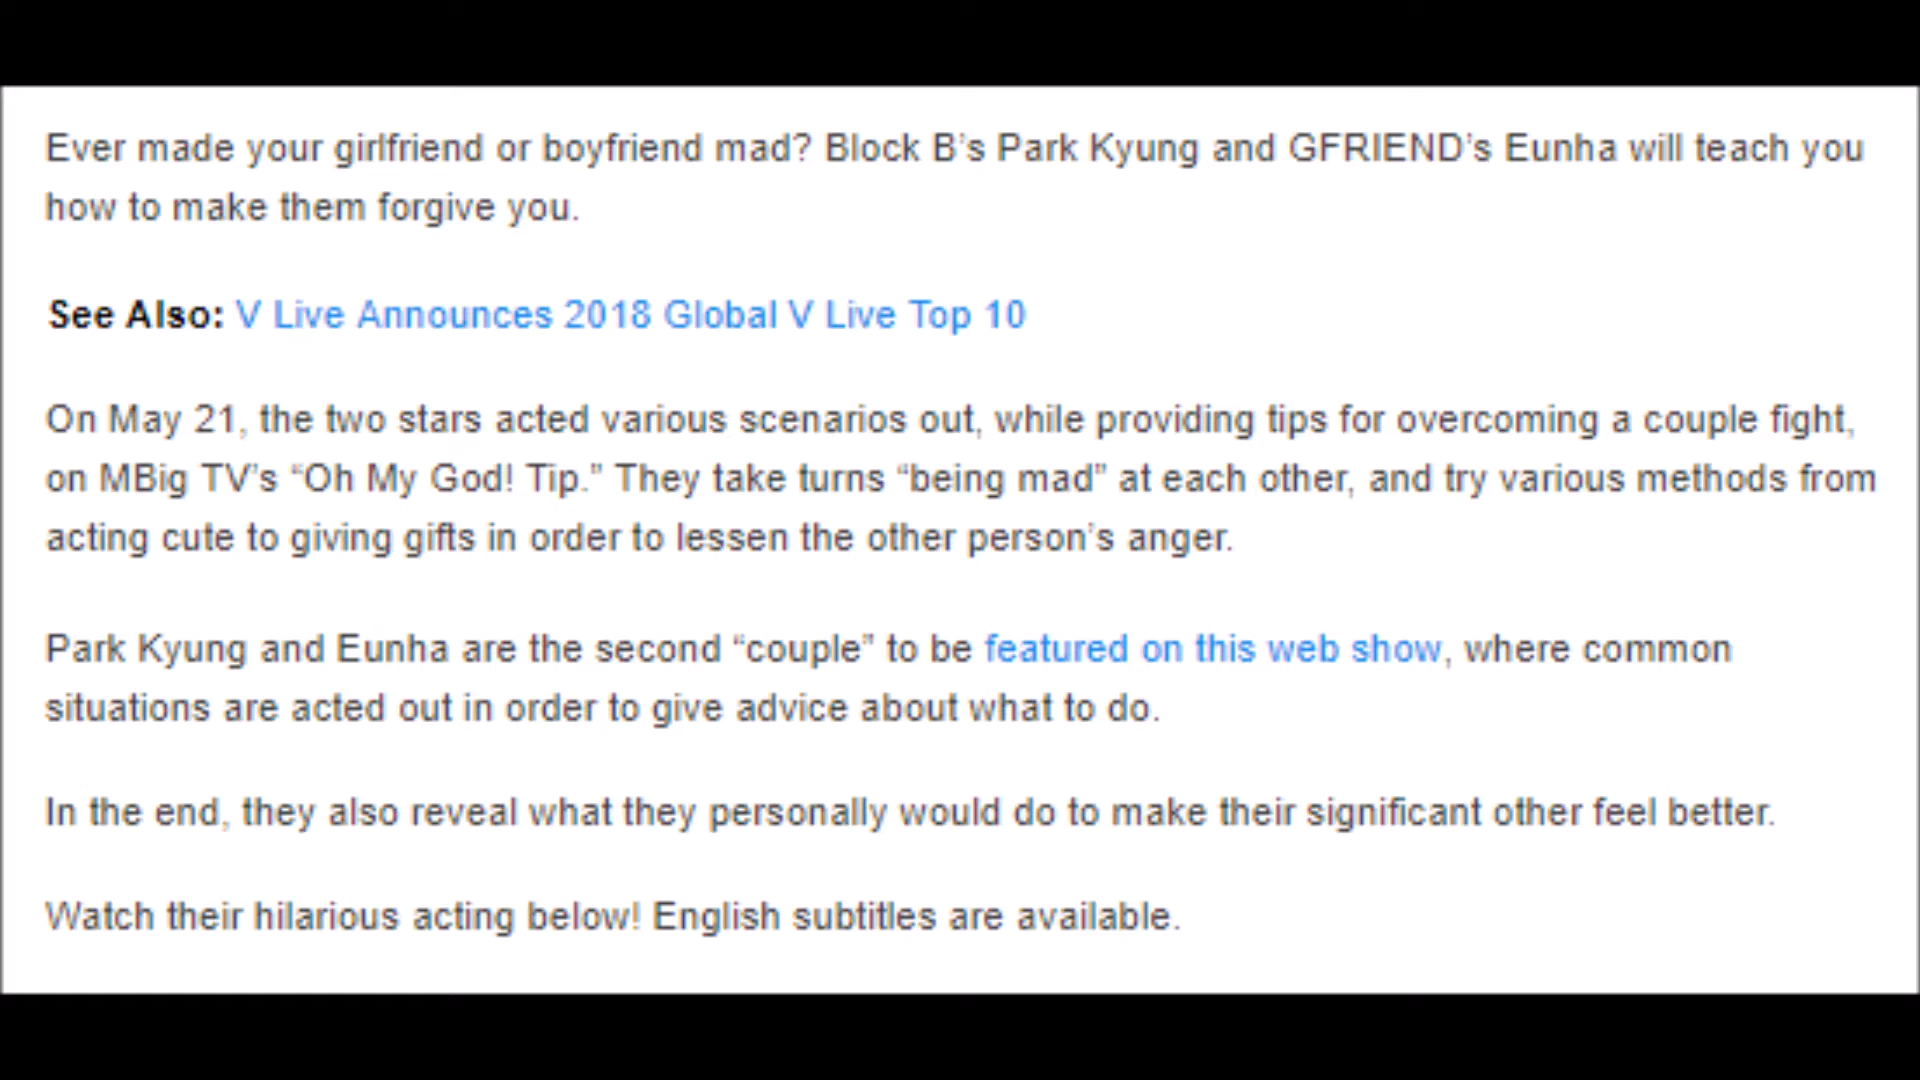 Ever made your girlfriend or boyfriend mad? Block B’s Park Kyung and GFRIEND’s Eunha will teach you
how to make them forgive you.
See Also: V Live Announces 2018 Global V Live Top 10
On May 21, the two stars acted various scenarios out, while providing tips for overcoming a couple fight,
on MBig TV’s “Oh My God! Tip.” They take turns “being mad” at each other, and try various methods from
acting cute to giving gifts in order to lessen the other person’s anger.
Park Kyung and Eunha are the second “couple” to be featured on this web show, where common
situations are acted out in order to give advice about what to do.
In the end, they also reveal what they personally would do to make their significant other feel better.
Watch their hilarious acting below! English subtitles are available.